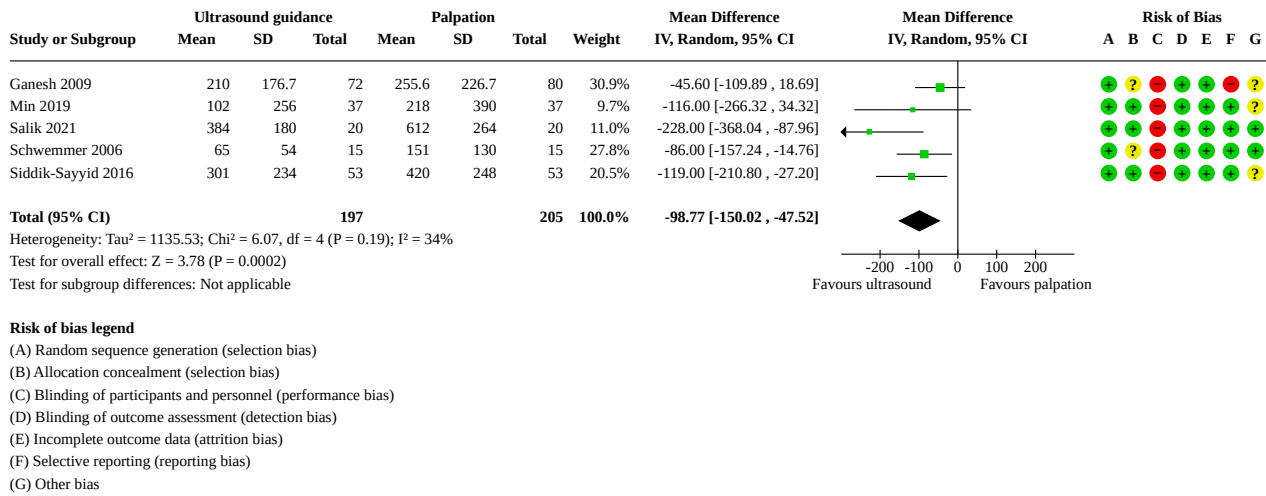 Ultrasound guidance Palpation Mean Difference Mean Difference Risk of Bias
Study or Subgroup Mean SD Total Mean SD Total Weight IV, Random, 95% CI IV, Random, 95% CI A B C D E F G
Ganesh 2009 210 176.7 72 255.6 226.7 80 30.9% -45.60 [-109.89 , 18.69] + ? − + + − ?
Min 2019 102 256 37 218 390 37 9.7% -116.00 [-266.32 , 34.32] + + − + + + ?
Salik 2021 384 180 20 612 264 20 11.0% -228.00 [-368.04 , -87.96] + + − + + + +
Schwemmer 2006 65 54 15 151 130 15 27.8% -86.00 [-157.24 , -14.76] + ? − + + + +
Siddik-Sayyid 2016 301 234 53 420 248 53 20.5% -119.00 [-210.80 , -27.20] + + − + + + ?
Total (95% CI) 197 205 100.0% -98.77 [-150.02 , -47.52]
Heterogeneity: Tau² = 1135.53; Chi² = 6.07, df = 4 (P = 0.19); I² = 34%
Test for overall effect: Z = 3.78 (P = 0.0002) -200 -100 0 100 200
Test for subgroup differences: Not applicable Favours ultrasound Favours palpation
Risk of bias legend
(A) Random sequence generation (selection bias)
(B) Allocation concealment (selection bias)
(C) Blinding of participants and personnel (performance bias)
(D) Blinding of outcome assessment (detection bias)
(E) Incomplete outcome data (attrition bias)
(F) Selective reporting (reporting bias)
(G) Other bias